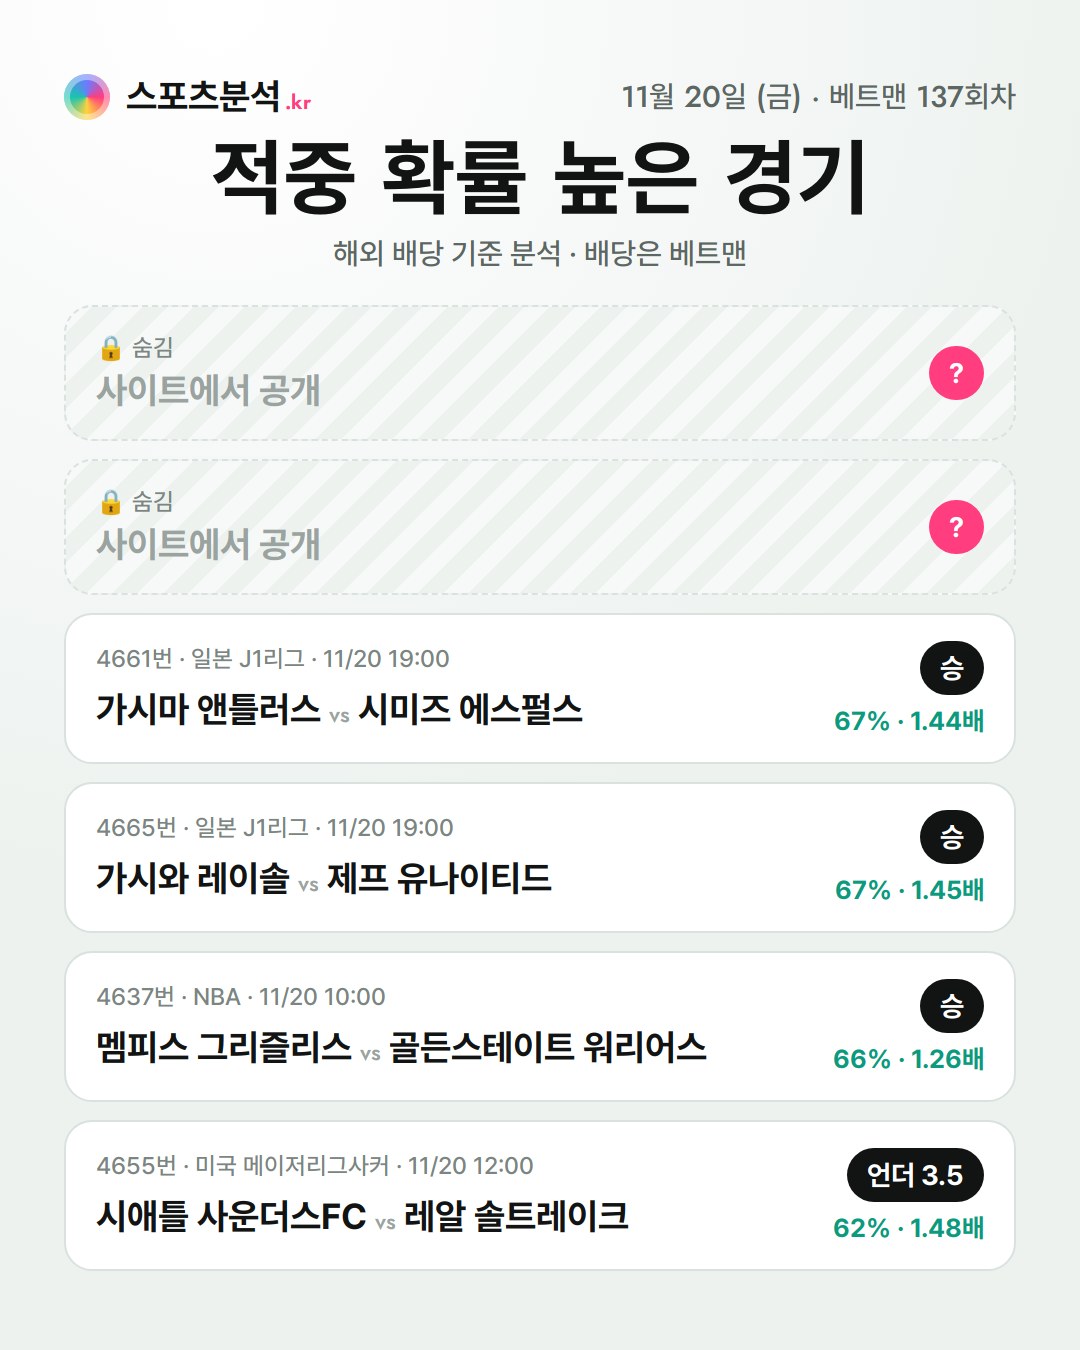 스포츠분석.kr
11월 20일 (금) · 베트맨 137회차
적중 확률 높은 경기
해외 배당 기준 분석 · 배당은 베트맨
🔒 숨김
사이트에서 공개
?
🔒 숨김
사이트에서 공개
?
4661번 · 일본 J1리그 · 11/20 19:00
가시마 앤틀러스 vs 시미즈 에스펄스
승
67% · 1.44배
4665번 · 일본 J1리그 · 11/20 19:00
가시와 레이솔 vs 제프 유나이티드
승
67% · 1.45배
4637번 · NBA · 11/20 10:00
멤피스 그리즐리스 vs 골든스테이트 워리어스
승
66% · 1.26배
4655번 · 미국 메이저리그사커 · 11/20 12:00
시애틀 사운더스FC vs 레알 솔트레이크
언더 3.5
62% · 1.48배